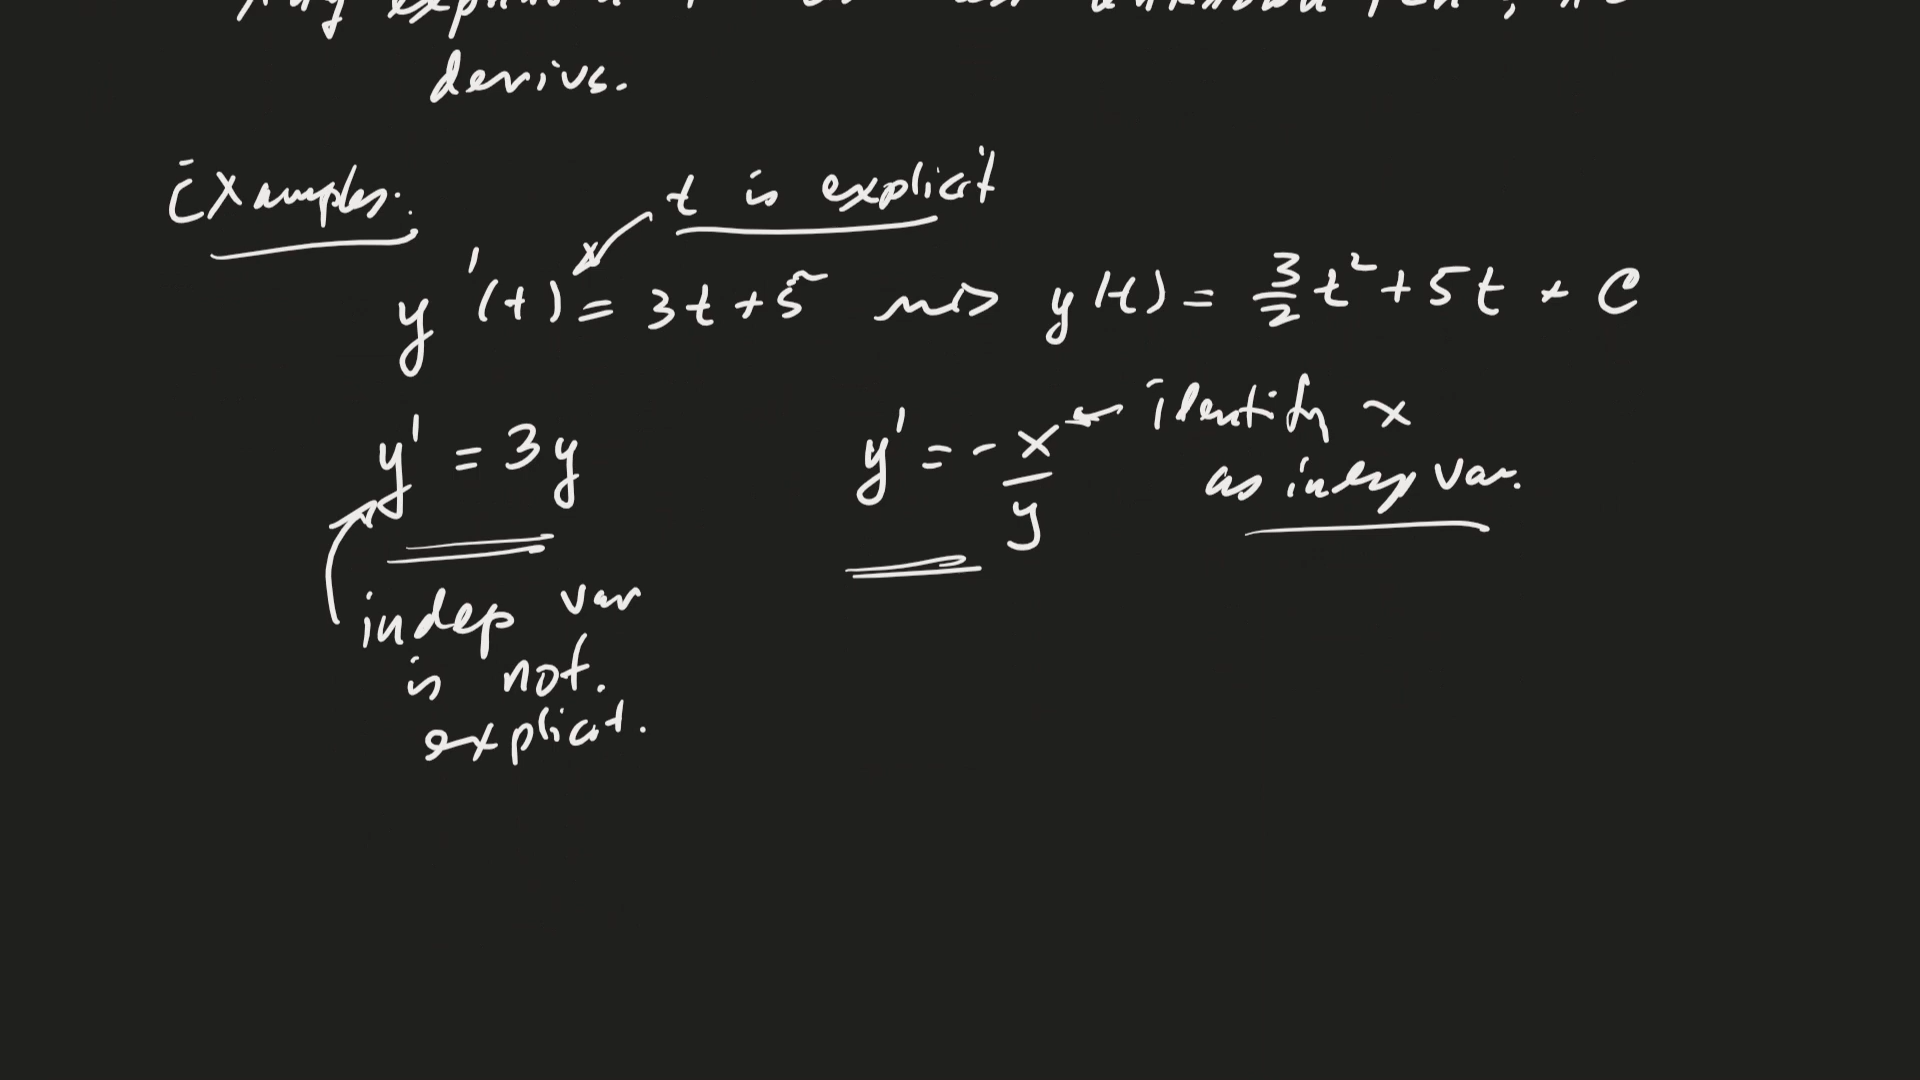 unknown
derivs.
Examples:
t is explicit
y'(t) = 3t + 5 ~~> y(t) = 3/2 t² + 5t + C
y' = 3y
y' = - x/y
identify x
as indep var.
indep var
is not.
explicit.